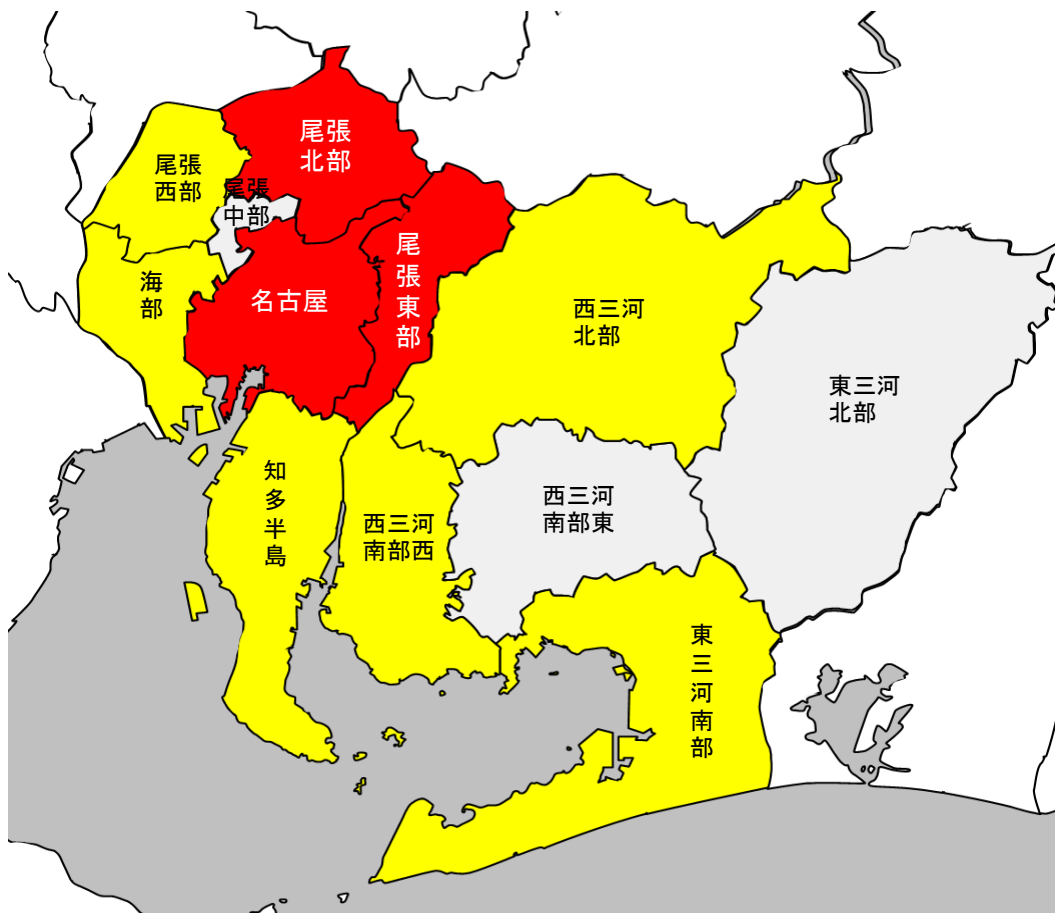 尾張
北部
尾張
西部
尾張
中部
尾張東部
海部
名古屋
西三河
北部
東三河
北部
知多半島
西三河
南部西
西三河
南部東
東三河南部